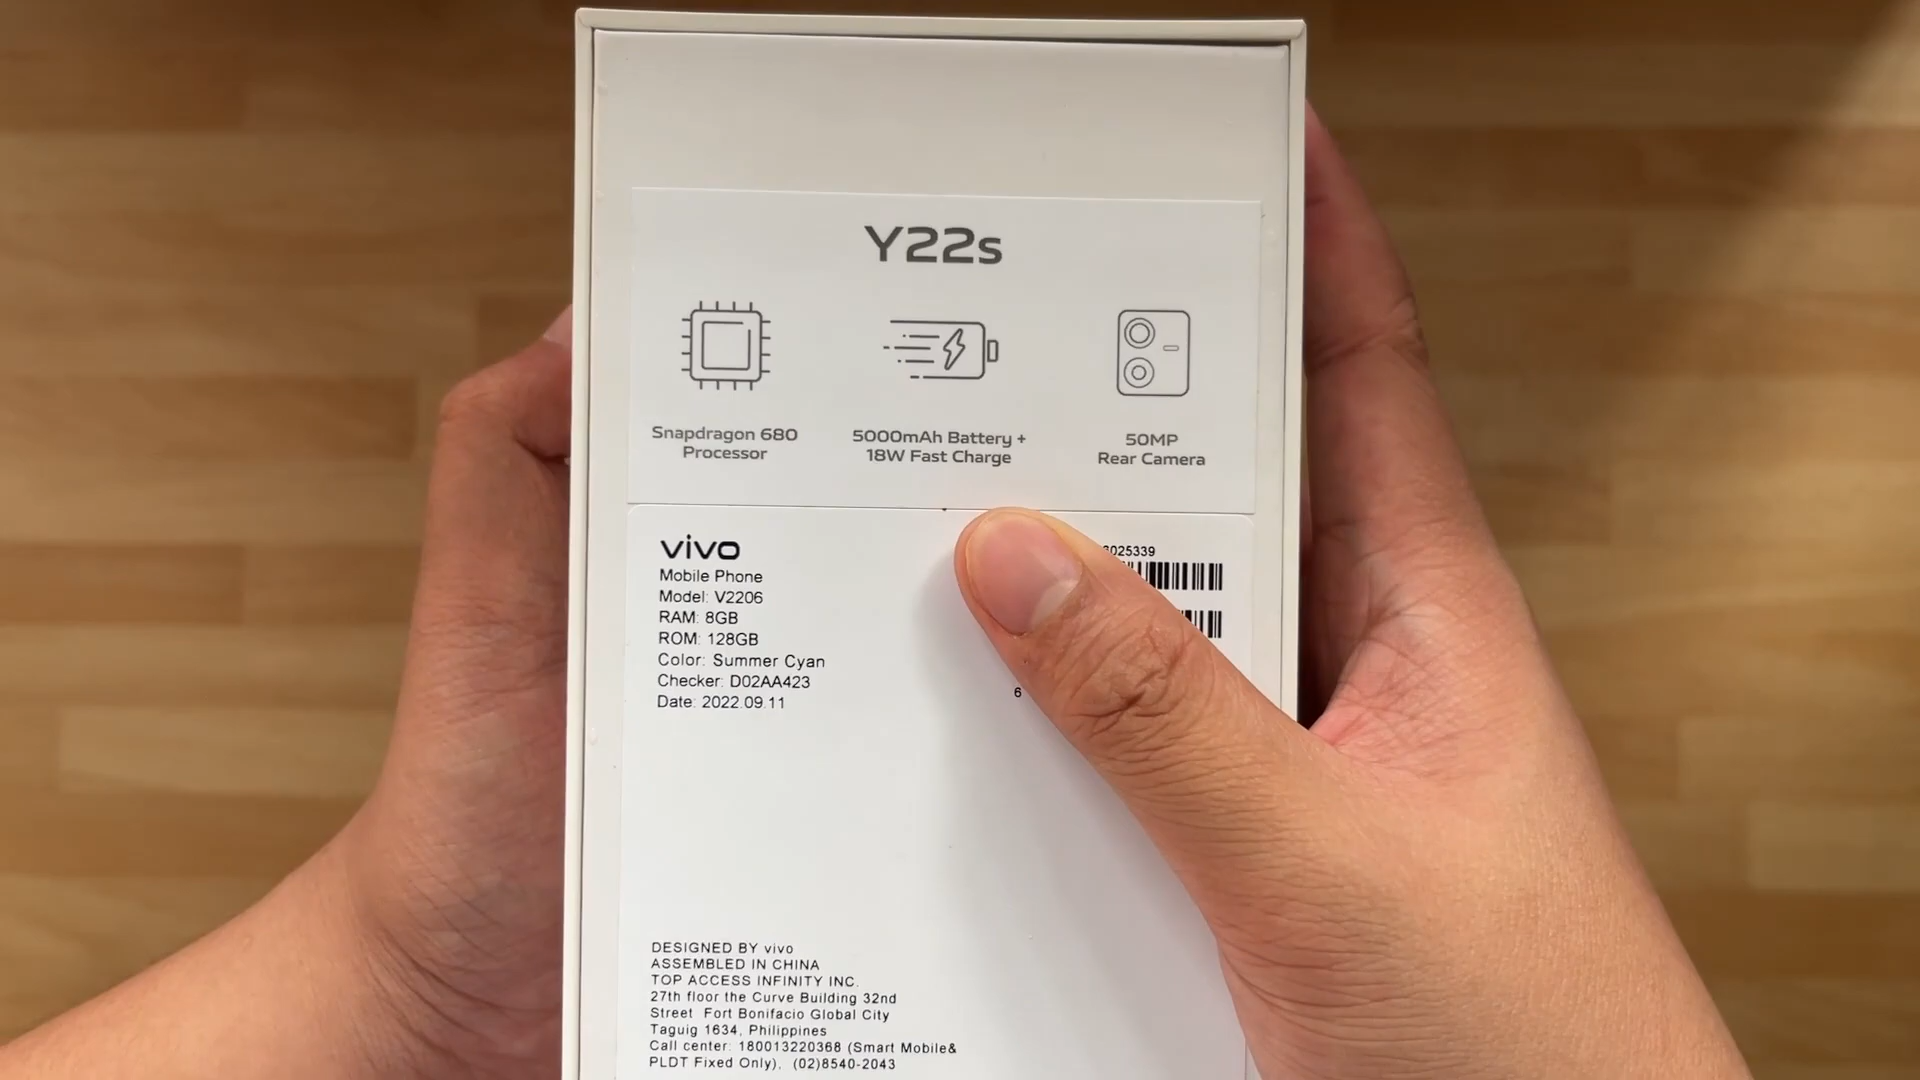 Y22s
Snapdragon 680
Processor
5000mAh Battery +
18W Fast Charge
50MP
Rear Camera
vivo
Mobile Phone
Model: V2206
RAM: 8GB
ROM: 128GB
Color: Summer Cyan
Checker: D02AA423
Date: 2022.09.11
025339
6
DESIGNED BY vivo
ASSEMBLED IN CHINA
TOP ACCESS INFINITY INC.
27th floor the Curve Building 32nd
Street Fort Bonifacio Global City
Taguig 1634, Philippines
Call center: 180013220368 (Smart Mobile&
PLDT Fixed Only), (02)8540-2043